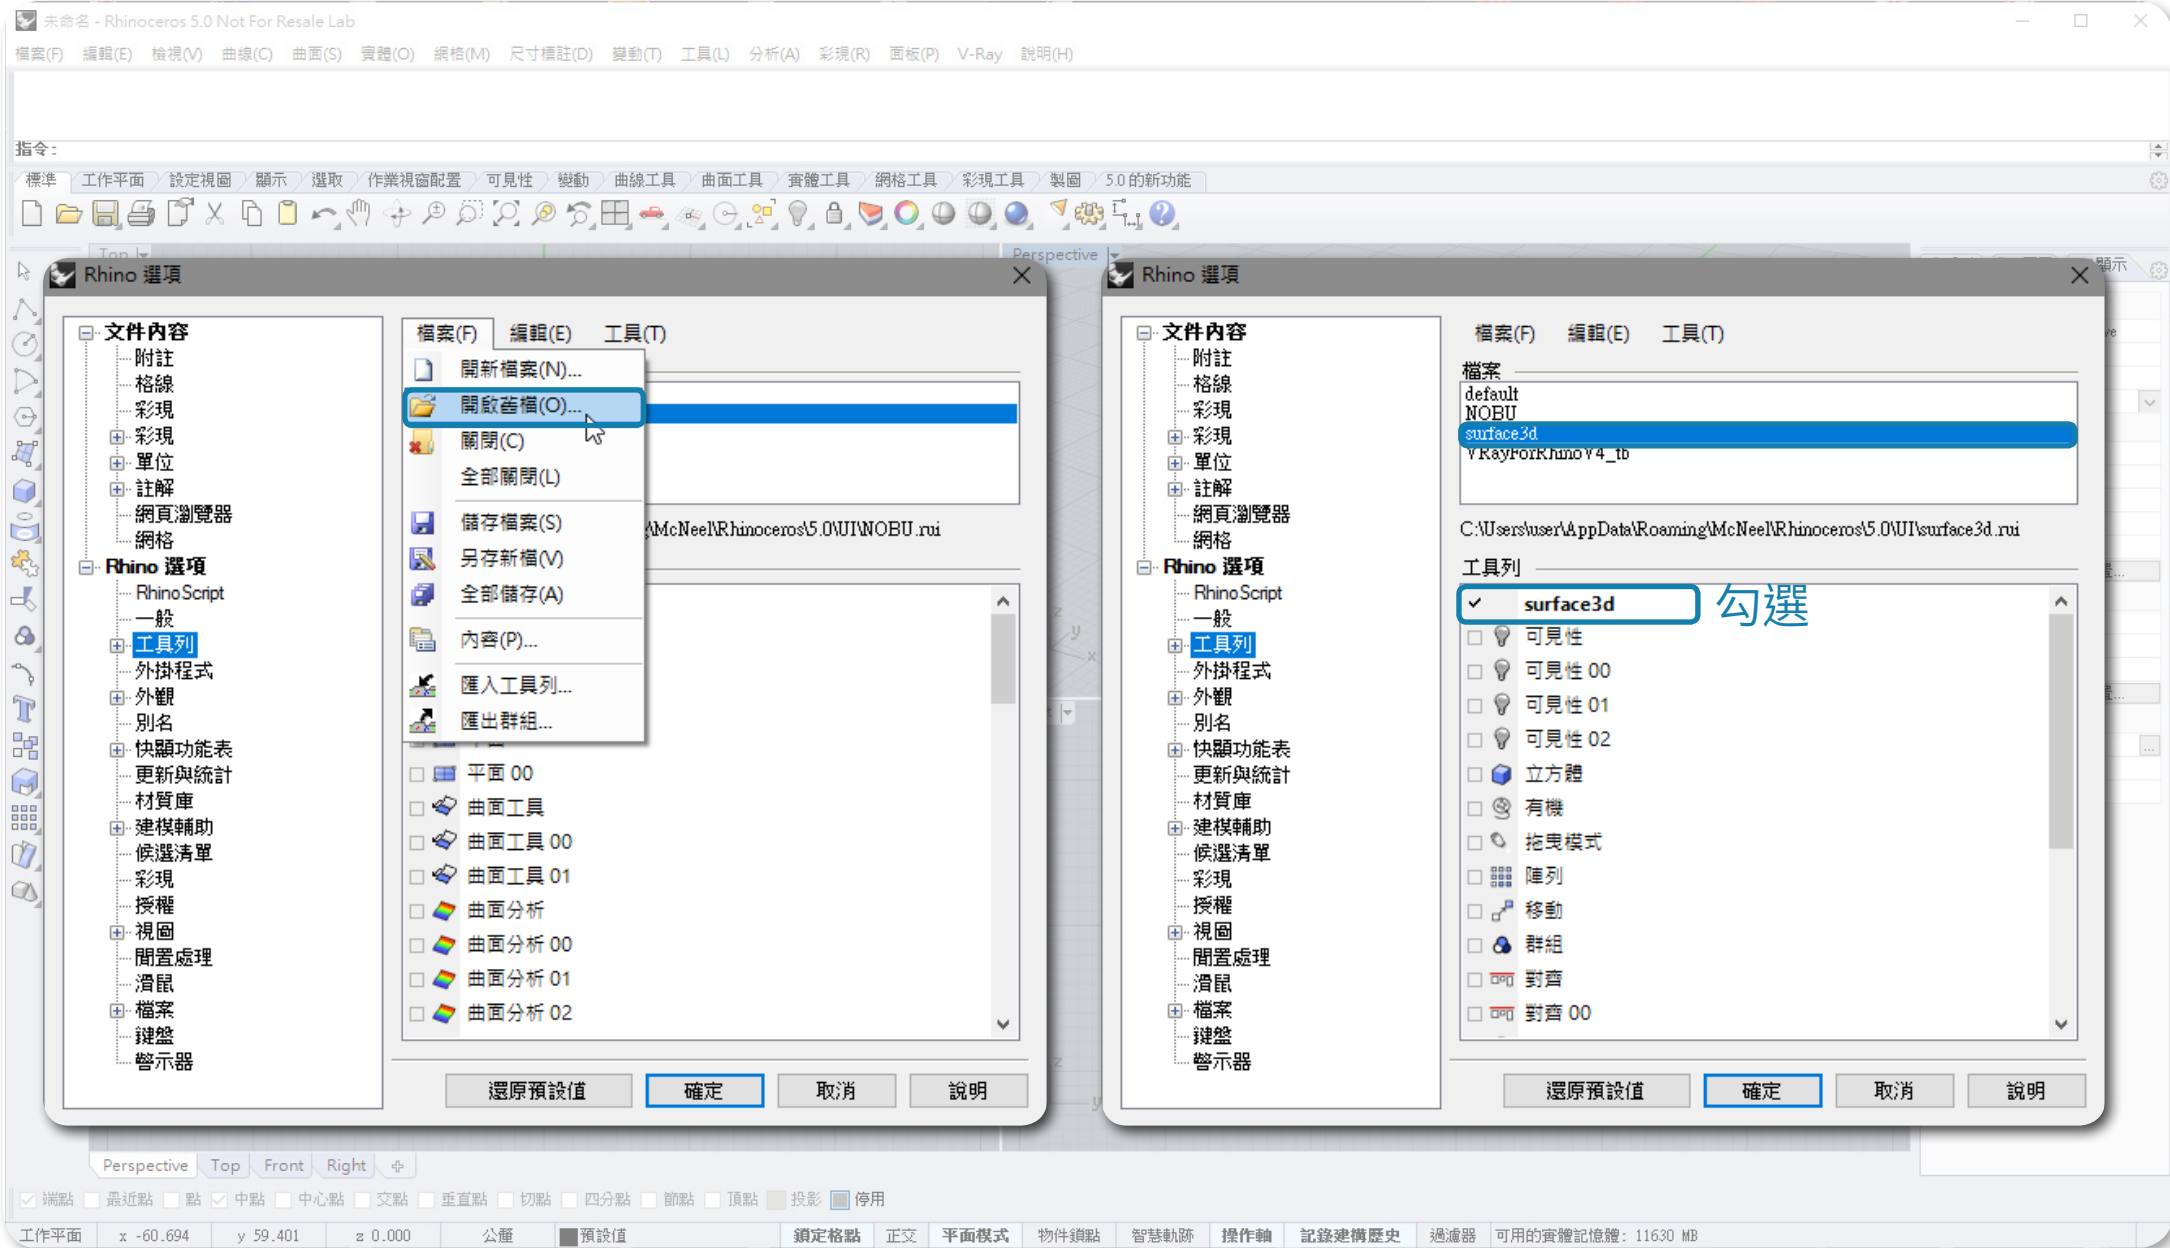 未命名 - Rhinoceros 5.0 Not For Resale Lab
檔案(F) 編輯(E) 檢視(V) 曲線(C) 曲面(S) 實體(O) 網格(M) 尺寸標註(D) 變動(T) 工具(L) 分析(A) 彩現(R) 面板(P) V-Ray 說明(H)
指令:
標準 工作平面 設定視圖 顯示 選取 作業視窗配置 可見性 變動 曲線工具 曲面工具 實體工具 網格工具 彩現工具 製圖 5.0 的新功能
Top
Perspective
顯示
Rhino 選項
文件內容
附註
格線
彩現
彩現
單位
註解
網頁瀏覽器
網格
Rhino 選項
RhinoScript
一般
工具列
外掛程式
外觀
別名
快顯功能表
更新與統計
材質庫
建模輔助
候選清單
彩現
授權
視圖
閒置處理
滑鼠
檔案
鍵盤
警示器
檔案(F) 編輯(E) 工具(T)
開新檔案(N)...
開啟舊檔(O)...
關閉(C)
全部關閉(L)
儲存檔案(S)
另存新檔(V)
全部儲存(A)
內容(P)...
匯入工具列...
匯出群組...
\McNeel\Rhinoceros\5.0\UI\NOBU.rui
平面 00
曲面工具
曲面工具 00
曲面工具 01
曲面分析
曲面分析 00
曲面分析 01
曲面分析 02
還原預設值 確定 取消 說明
Rhino 選項
文件內容
附註
格線
彩現
彩現
單位
註解
網頁瀏覽器
網格
Rhino 選項
RhinoScript
一般
工具列
外掛程式
外觀
別名
快顯功能表
更新與統計
材質庫
建模輔助
候選清單
彩現
授權
視圖
閒置處理
滑鼠
檔案
鍵盤
警示器
檔案(F) 編輯(E) 工具(T)
檔案
default
NOBU
surface3d
VRayForRhinoV4_tb
C:\Users\user\AppData\Roaming\McNeel\Rhinoceros\5.0\UI\surface3d.rui
工具列
surface3d 勾選
可見性
可見性 00
可見性 01
可見性 02
立方體
有機
拖曳模式
陣列
移動
群組
對齊
對齊 00
還原預設值 確定 取消 說明
Perspective Top Front Right
端點 最近點 點 中點 中心點 交點 垂直點 切點 四分點 節點 頂點 投影 停用
工作平面 x -60.694 y 59.401 z 0.000 公釐 預設值 鎖定格點 正交 平面模式 物件鎖點 智慧軌跡 操作軸 記錄建構歷史 過濾器 可用的實體記憶體: 11630 MB